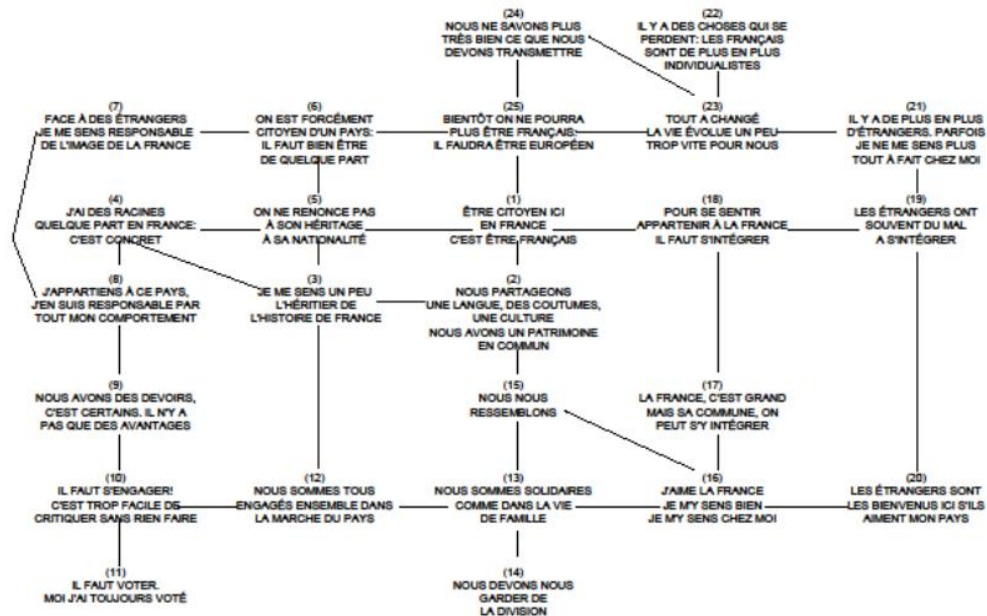 (24)
NOUS NE SAVONS PLUS
TRÈS BIEN CE QUE NOUS
DEVONS TRANSMETTRE
(22)
IL Y A DES CHOSES QUI SE
PERDENT: LES FRANÇAIS
SONT DE PLUS EN PLUS
INDIVIDUALISTES
(7)
FACE À DES ÉTRANGERS
JE ME SENS RESPONSABLE
DE L'IMAGE DE LA FRANCE
(6)
ON EST FORCÉMENT
CITOYEN D'UN PAYS:
IL FAUT BIEN ÊTRE
DE QUELQUE PART
(25)
BIENTÔT ON NE POURRA
PLUS ÊTRE FRANÇAIS:
IL FAUDRA ÊTRE EUROPÉEN
(23)
TOUT A CHANGÉ
LA VIE ÉVOLUE UN PEU
TROP VITE POUR NOUS
(21)
IL Y A DE PLUS EN PLUS
D'ÉTRANGERS. PARFOIS
JE NE ME SENS PLUS
TOUT À FAIT CHEZ MOI
(4)
J'AI DES RACINES
QUELQUE PART EN FRANCE:
C'EST CONCRET
(5)
ON NE RENONCE PAS
À SON HÉRITAGE
À SA NATIONALITÉ
(1)
ÊTRE CITOYEN ICI
EN FRANCE
C'EST ÊTRE FRANÇAIS
(18)
POUR SE SENTIR
APPARTENIR À LA FRANCE
IL FAUT S'INTÉGRER
(19)
LES ÉTRANGERS ONT
SOUVENT DU MAL
A S'INTÉGRER
(8)
J'APPARTIENS À CE PAYS,
J'EN SUIS RESPONSABLE PAR
TOUT MON COMPORTEMENT
(3)
JE ME SENS UN PEU
L'HÉRITIER DE
L'HISTOIRE DE FRANCE
(2)
NOUS PARTAGEONS
UNE LANGUE, DES COUTUMES,
UNE CULTURE
NOUS AVONS UN PATRIMOINE
EN COMMUN
(9)
NOUS AVONS DES DEVOIRS,
C'EST CERTAINS. IL N'Y A
PAS QUE DES AVANTAGES
(15)
NOUS NOUS
RESSEMBLONS
(17)
LA FRANCE, C'EST GRAND
MAIS SA COMMUNE, ON
PEUT S'Y INTÉGRER
(10)
IL FAUT S'ENGAGER!
C'EST TROP FACILE DE
CRITIQUER SANS RIEN FAIRE
(12)
NOUS SOMMES TOUS
ENGAGÉS ENSEMBLE DANS
LA MARCHE DU PAYS
(13)
NOUS SOMMES SOLIDAIRES
COMME DANS LA VIE
DE FAMILLE
(16)
J'AIME LA FRANCE
JE M'Y SENS BIEN
JE M'Y SENS CHEZ MOI
(20)
LES ÉTRANGERS SONT
LES BIENVENUS ICI S'ILS
AIMENT MON PAYS
(11)
IL FAUT VOTER.
MOI J'AI TOUJOURS VOTÉ
(14)
NOUS DEVONS NOUS
GARDER DE
LA DIVISION